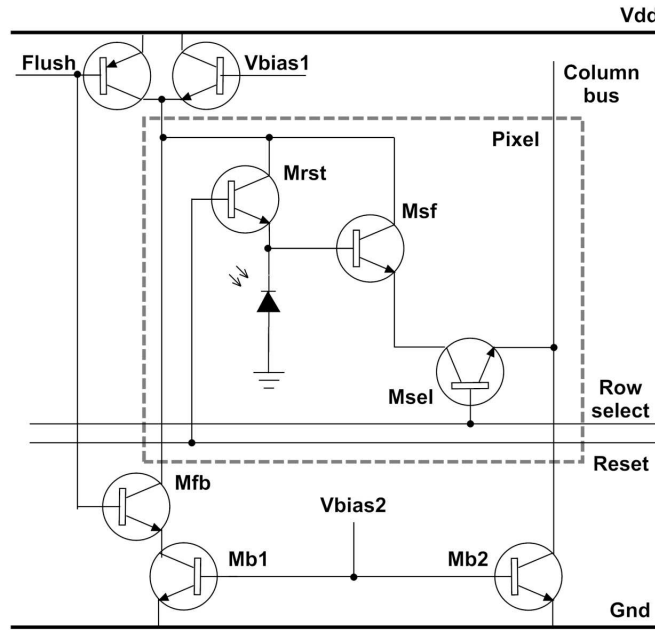 Vdd
Flush
Vbias1
Column
bus
Pixel
Mrst
Msf
Msel
Row
select
Reset
Mfb
Vbias2
Mb1
Mb2
Gnd